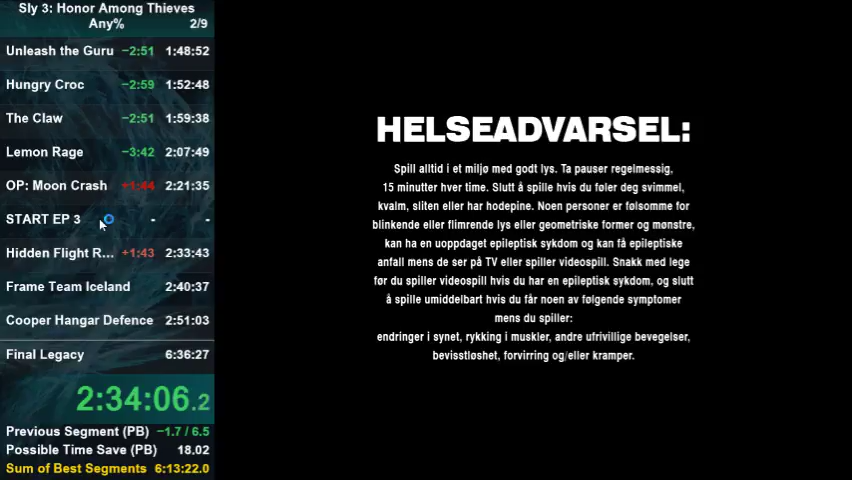 Sly 3: Honor Among Thieves
Any% 2/9
Unleash the Guru −2:51 1:48:52
Hungry Croc −2:59 1:52:48
The Claw −2:51 1:59:38
Lemon Rage −3:42 2:07:49
OP: Moon Crash +1:44 2:21:35
START EP 3 - -
Hidden Flight R... +1:43 2:33:43
Frame Team Iceland 2:40:37
Cooper Hangar Defence 2:51:03
Final Legacy 6:36:27
2:34:06.2
Previous Segment (PB) −1.7 / 6.5
Possible Time Save (PB) 18.02
Sum of Best Segments 6:13:22.0
HELSEADVARSEL:
Spill alltid i et miljø med godt lys. Ta pauser regelmessig,
15 minutter hver time. Slutt å spille hvis du føler deg svimmel,
kvalm, sliten eller har hodepine. Noen personer er følsomme for
blinkende eller flimrende lys eller geometriske former og mønstre,
kan ha en uoppdaget epileptisk sykdom og kan få epileptiske
anfall mens de ser på TV eller spiller videospill. Snakk med lege
før du spiller videospill hvis du har en epileptisk sykdom, og slutt
å spille umiddelbart hvis du får noen av følgende symptomer
mens du spiller:
endringer i synet, rykking i muskler, andre ufrivillige bevegelser,
bevisstløshet, forvirring og/eller kramper.